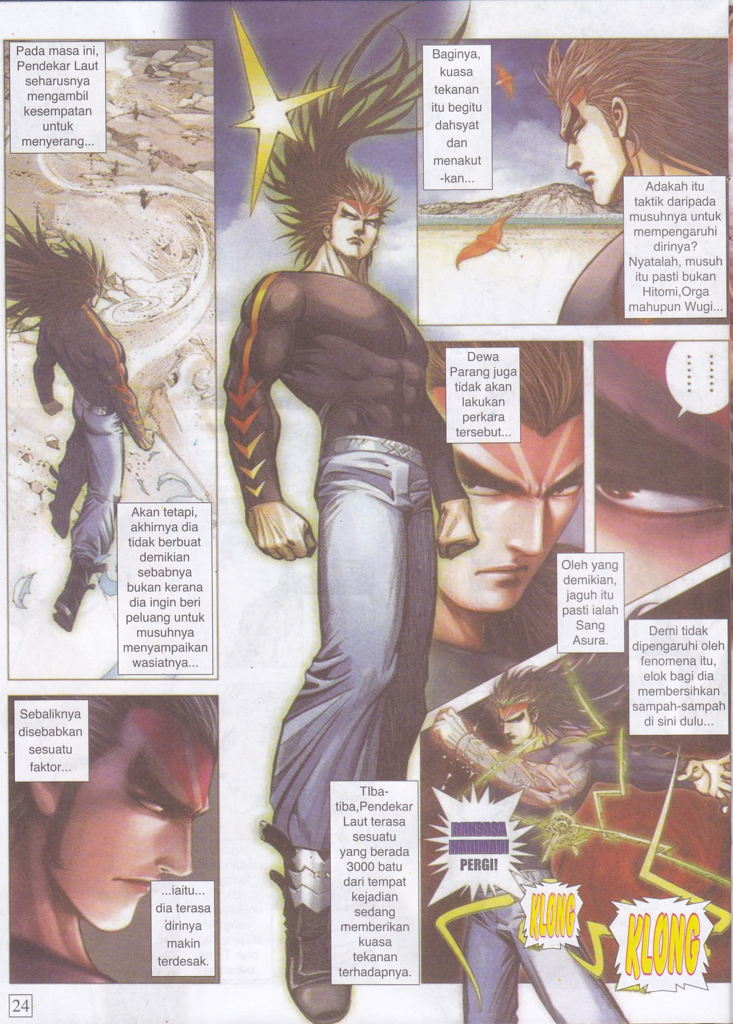 Pada masa ini,
Pendekar Laut
seharusnya
mengambil
kesempatan
untuk
menyerang...
Akan tetapi,
akhirnya dia
tidak berbuat
demikian
sebabnya
bukan kerana
dia ingin beri
peluang untuk
musuhnya
menyampaikan
wasiatnya...
Sebaliknya
disebabkan
sesuatu
faktor...
...iaitu...
dia terasa
dirinya
makin
terdesak.
TIba-
tiba,Pendekar
Laut terasa
sesuatu
yang berada
3000 batu
dari tempat
kejadian
sedang
memberikan
kuasa
tekanan
terhadapnya.
Baginya,
kuasa
tekanan
itu begitu
dahsyat
dan
menakut
-kan...
Adakah itu
taktik daripada
musuhnya untuk
mempengaruhi
dirinya?
Nyatalah, musuh
itu pasti bukan
Hitomi,Orga
mahupun Wugi...
Dewa
Parang juga
tidak akan
lakukan
perkara
tersebut...
Oleh yang
demikian,
jaguh itu
pasti ialah
Sang
Asura.
Demi tidak
dipengaruhi oleh
fenomena itu,
elok bagi dia
membersihkan
sampah-sampah
di sini dulu...
RAKSASA
HARIMAU
PERGI!
KLONG
KLONG
24